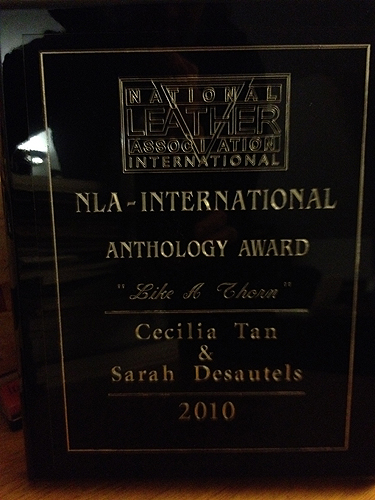 NATIONAL
LEATHER
ASSOCIATION
INTERNATIONAL
NLA-INTERNATIONAL
ANTHOLOGY AWARD
"Like A Thorn"
Cecilia Tan
&
Sarah Desautels
2010